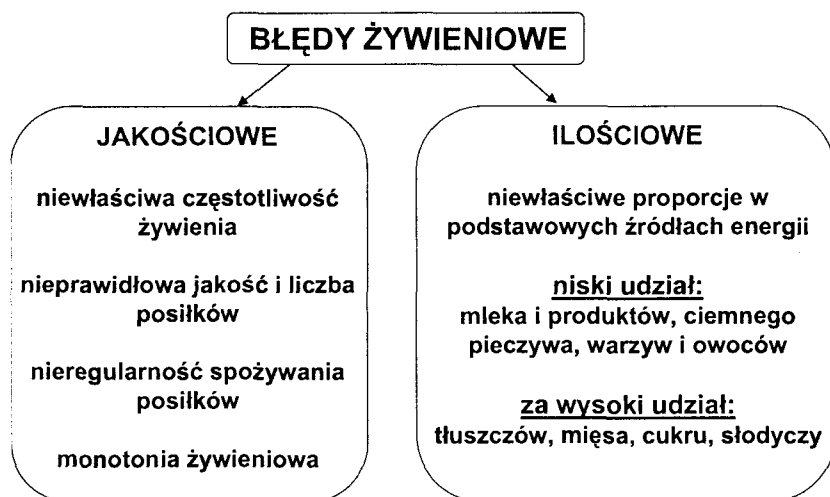 BŁĘDY ŻYWIENIOWE
JAKOŚCIOWE
niewłaściwa częstotliwość
żywienia
nieprawidłowa jakość i liczba
posiłków
nieregularność spożywania
posiłków
monotonia żywieniowa
ILOŚCIOWE
niewłaściwe proporcje w
podstawowych źródłach energii
niski udział:
mleka i produktów, ciemnego
pieczywa, warzyw i owoców
za wysoki udział:
tłuszczów, mięsa, cukru, słodyczy